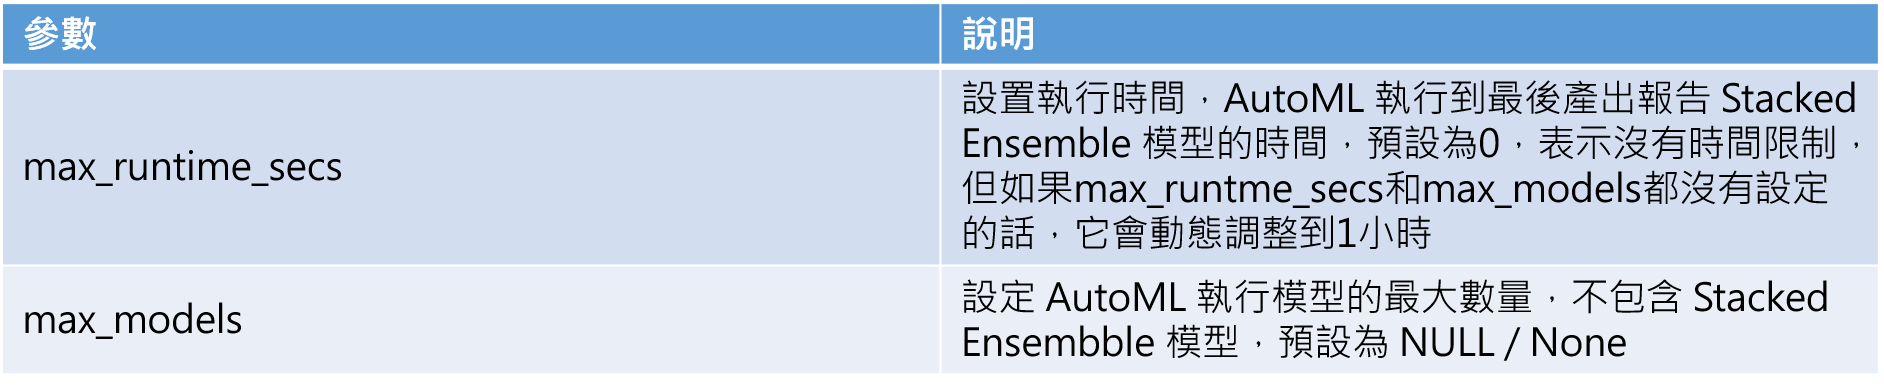 參數
說明
max_runtime_secs
設置執行時間，AutoML 執行到最後產出報告 Stacked
Ensemble 模型的時間，預設為0，表示沒有時間限制，
但如果max_runtme_secs和max_models都沒有設定
的話，它會動態調整到1小時
max_models
設定 AutoML 執行模型的最大數量，不包含 Stacked
Ensembble 模型，預設為 NULL / None